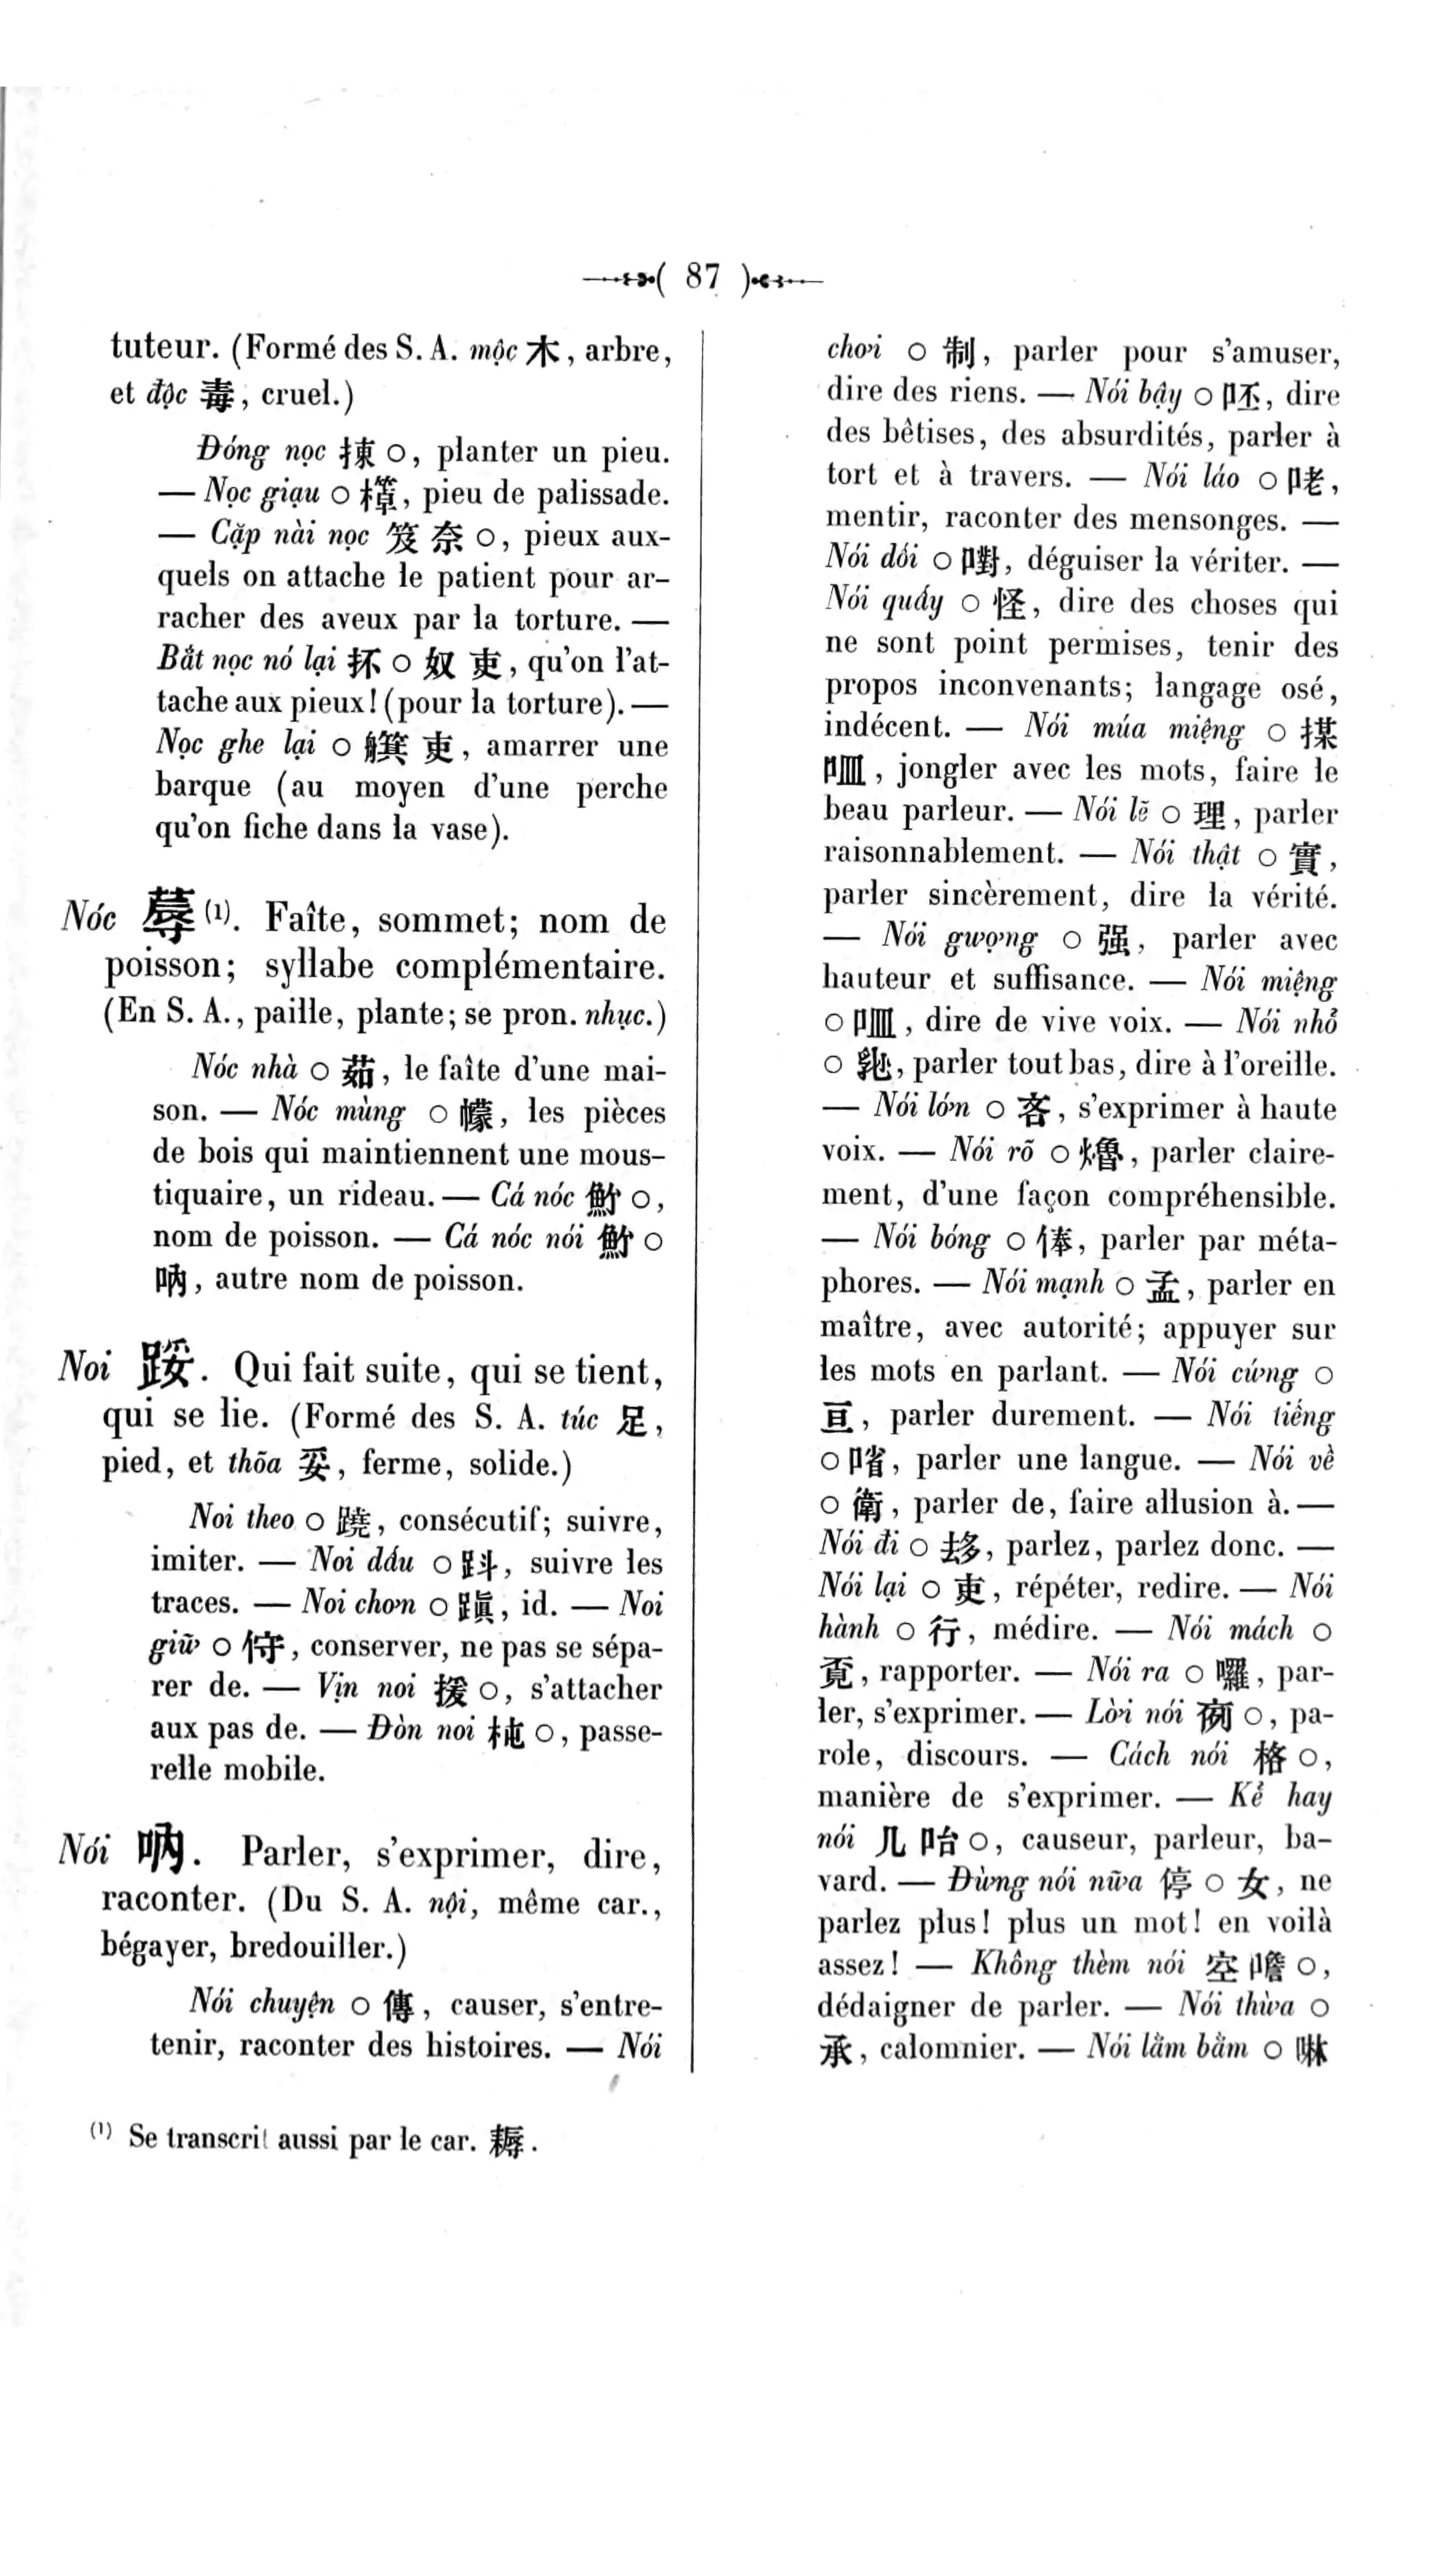 ( 87 )
tuteur. (Formé des S. A. mộc 木, arbre,
et độc 毒, cruel.)
Đóng nọc 揀 ○, planter un pieu.
— Nọc giạu ○, pieu de palissade.
— Cặp nài nọc 笈 奈 ○, pieux aux-
quels on attache le patient pour ar-
racher des aveux par la torture. —
Bắt nọc nó lại 抔 ○ 奴 吏, qu'on l'at-
tache aux pieux! (pour la torture). —
Nọc ghe lại ○ 吏, amarrer une
barque (au moyen d'une perche
qu'on fiche dans la vase).
Nóc 蓐 (1). Faîte, sommet; nom de
poisson; syllabe complémentaire.
(En S. A., paille, plante; se pron. nhục.)
Nóc nhà ○ 茹, le faîte d'une mai-
son. — Nóc mùng ○ 幪, les pièces
de bois qui maintiennent une mous-
tiquaire, un rideau. — Cá nóc ○,
nom de poisson. — Cá nóc nói ○
吶, autre nom de poisson.
Noi. Qui fait suite, qui se tient,
qui se lie. (Formé des S. A. túc 足,
pied, et thõa 妥, ferme, solide.)
Noi theo ○ 蹺, consécutif; suivre,
imiter. — Noi dấu ○, suivre les
traces. — Noi chơn ○ 蹎, id. — Noi
giữ ○, conserver, ne pas se sépa-
rer de. — Vịn noi 援 ○, s'attacher
aux pas de. — Đòn noi 杶 ○, passe-
relle mobile.
Nói 吶. Parler, s'exprimer, dire,
raconter. (Du S. A. nội, même car.,
bégayer, bredouiller.)
Nói chuyện ○ 傳, causer, s'entre-
tenir, raconter des histoires. — Nói
(1) Se transcrit aussi par le car. 耨.
chơi ○ 制, parler pour s'amuser,
dire des riens. — Nói bậy ○ 呸, dire
des bêtises, des absurdités, parler à
tort et à travers. — Nói láo ○ 咾,
mentir, raconter des mensonges. —
Nói dối ○ 嚉, déguiser la vériter. —
Nói quấy ○ 怪, dire des choses qui
ne sont point permises, tenir des
propos inconvenants; langage osé,
indécent. — Nói múa miệng ○
, jongler avec les mots, faire le
beau parleur. — Nói lẽ ○ 理, parler
raisonnablement. — Nói thật ○ 實,
parler sincèrement, dire la vérité.
— Nói gượng ○ 强, parler avec
hauteur et suffisance. — Nói miệng
○, dire de vive voix. — Nói nhỏ
○, parler tout bas, dire à l'oreille.
— Nói lớn ○, s'exprimer à haute
voix. — Nói rõ ○, parler claire-
ment, d'une façon compréhensible.
— Nói bóng ○ 俸, parler par méta-
phores. — Nói mạnh ○ 孟, parler en
maître, avec autorité; appuyer sur
les mots en parlant. — Nói cứng ○
亘, parler durement. — Nói tiếng
○ 㗂, parler une langue. — Nói về
○ 衛, parler de, faire allusion à. —
Nói đi ○, parlez, parlez donc. —
Nói lại ○ 吏, répéter, redire. — Nói
hành ○ 行, médire. — Nói mách ○
覔, rapporter. — Nói ra ○ 囉, par-
ler, s'exprimer. — Lời nói ○, pa-
role, discours. — Cách nói 格 ○,
manière de s'exprimer. — Kẻ hay
nói 几 咍 ○, causeur, parleur, ba-
vard. — Đừng nói nữa 停 ○ 女, ne
parlez plus! plus un mot! en voilà
assez! — Không thèm nói 空 噡 ○,
dédaigner de parler. — Nói thừa ○
承, calomnier. — Nói lằm bằm ○ 啉